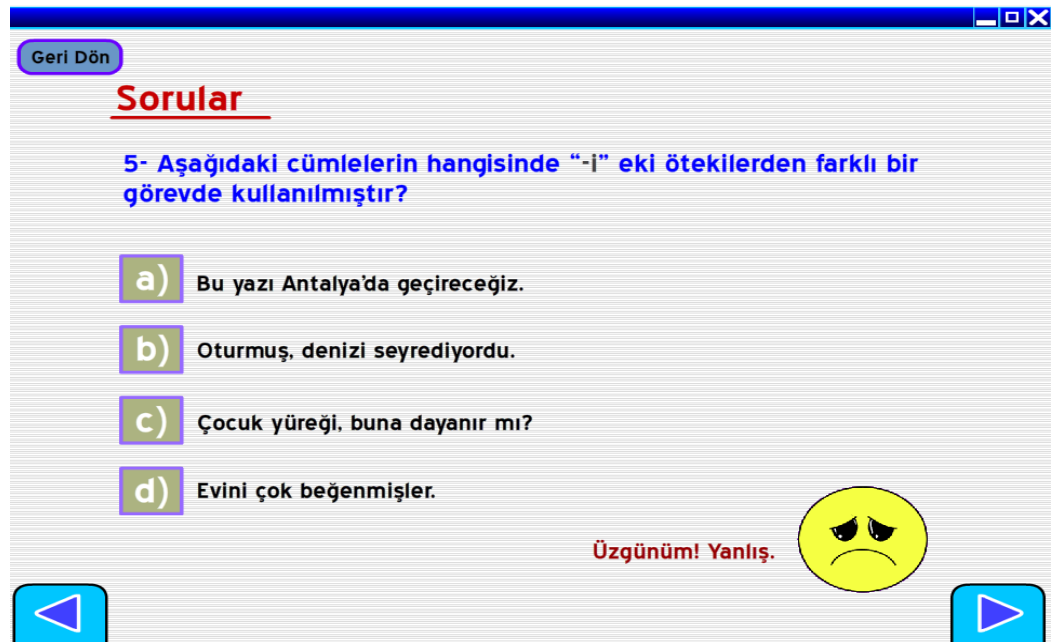 Geri Dön
Sorular
5- Aşağıdaki cümlelerin hangisinde “-i” eki ötekilerden farklı bir
görevde kullanılmıştır?
a) Bu yazı Antalya'da geçireceğiz.
b) Oturmuş, denizi seyrediyordu.
c) Çocuk yüreği, buna dayanır mı?
d) Evini çok beğenmişler.
Üzgünüm! Yanlış.